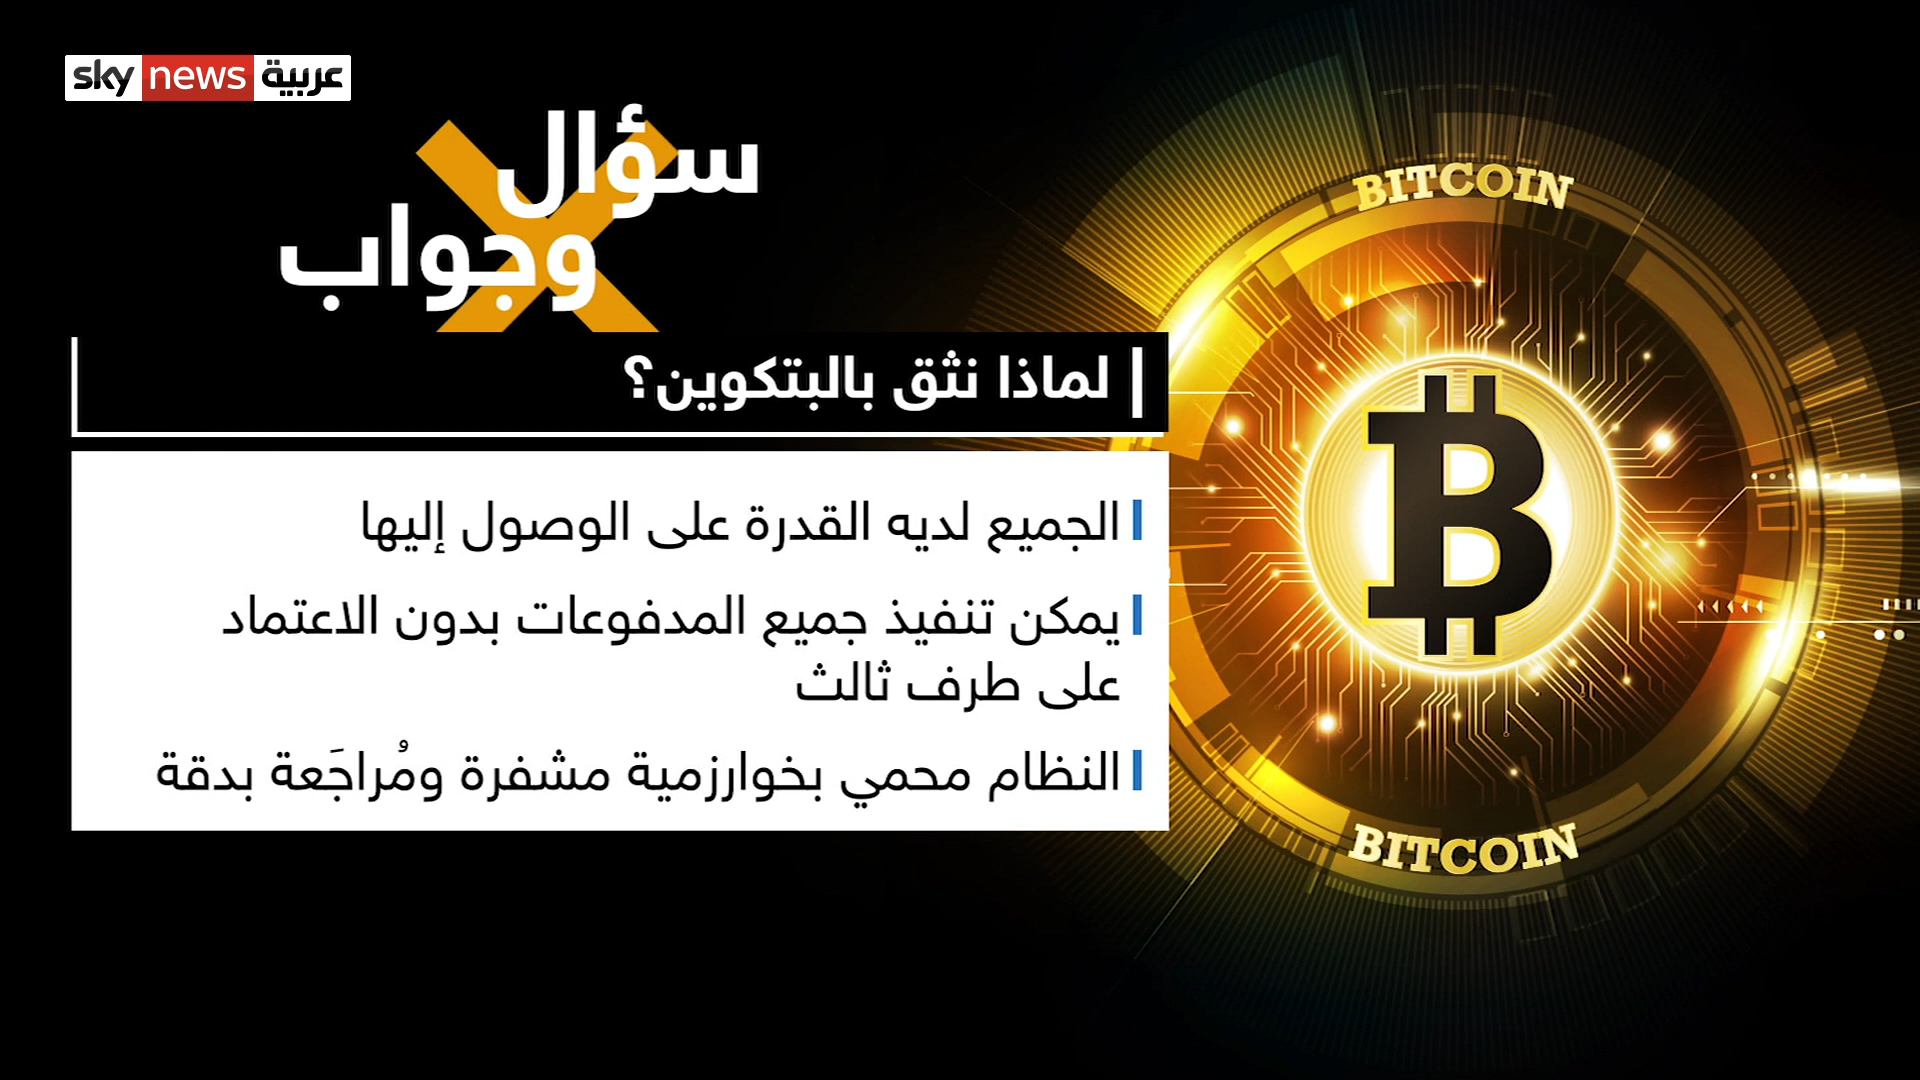 sky news عربية
سؤال
وجواب
لماذا نثق بالبتكوين؟
الجميع لديه القدرة على الوصول إليها
يمكن تنفيذ جميع المدفوعات بدون الاعتماد
على طرف ثالث
النظام محمي بخوارزمية مشفرة ومُراجَعة بدقة
BITCOIN
B
BITCOIN